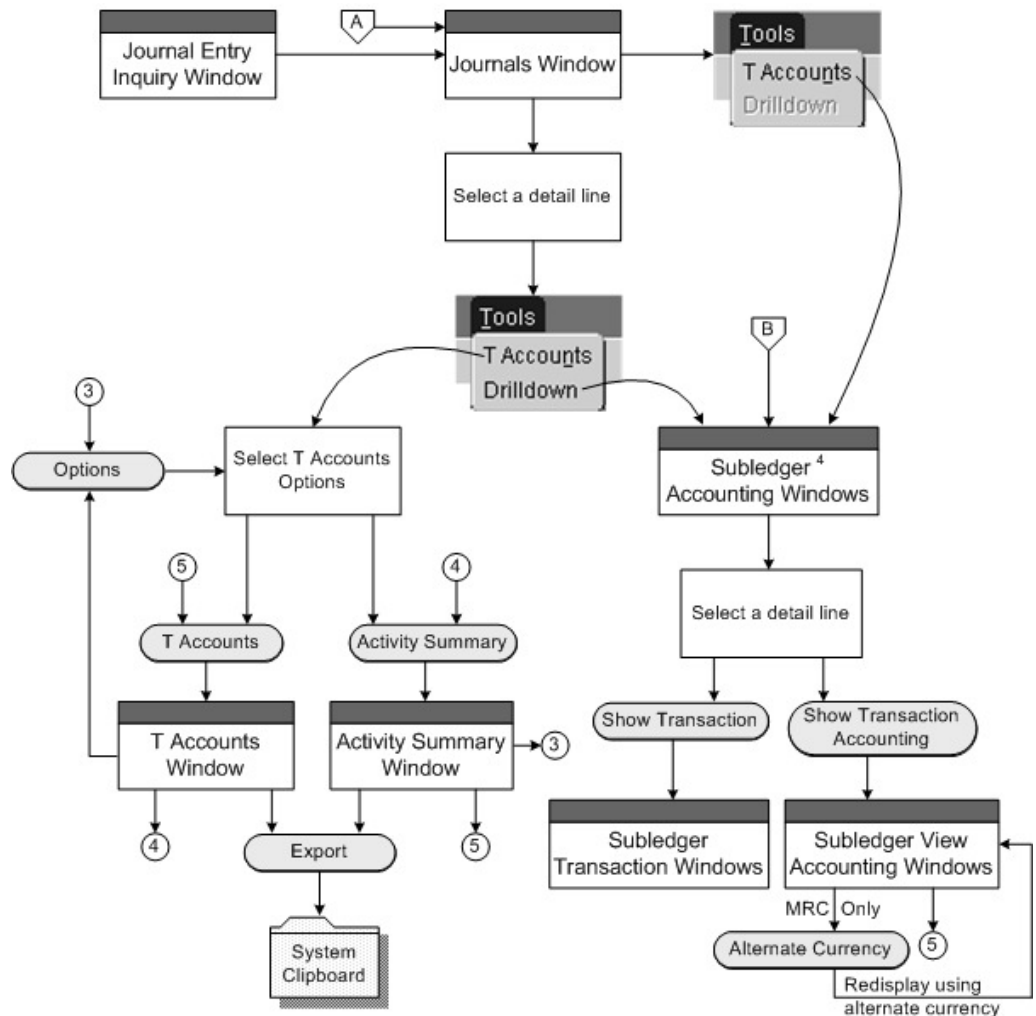 A
Journal Entry
Inquiry Window
Journals Window
Tools
T Accounts
Drilldown
Select a detail line
Tools
T Accounts
Drilldown
B
3
Options
Select T Accounts
Options
Subledger 4
Accounting Windows
5
4
Select a detail line
T Accounts
Activity Summary
Show Transaction
Show Transaction
Accounting
T Accounts
Window
Activity Summary
Window
3
4
5
Export
Subledger
Transaction Windows
Subledger View
Accounting Windows
MRC Only
5
System
Clipboard
Alternate Currency
Redisplay using
alternate currency